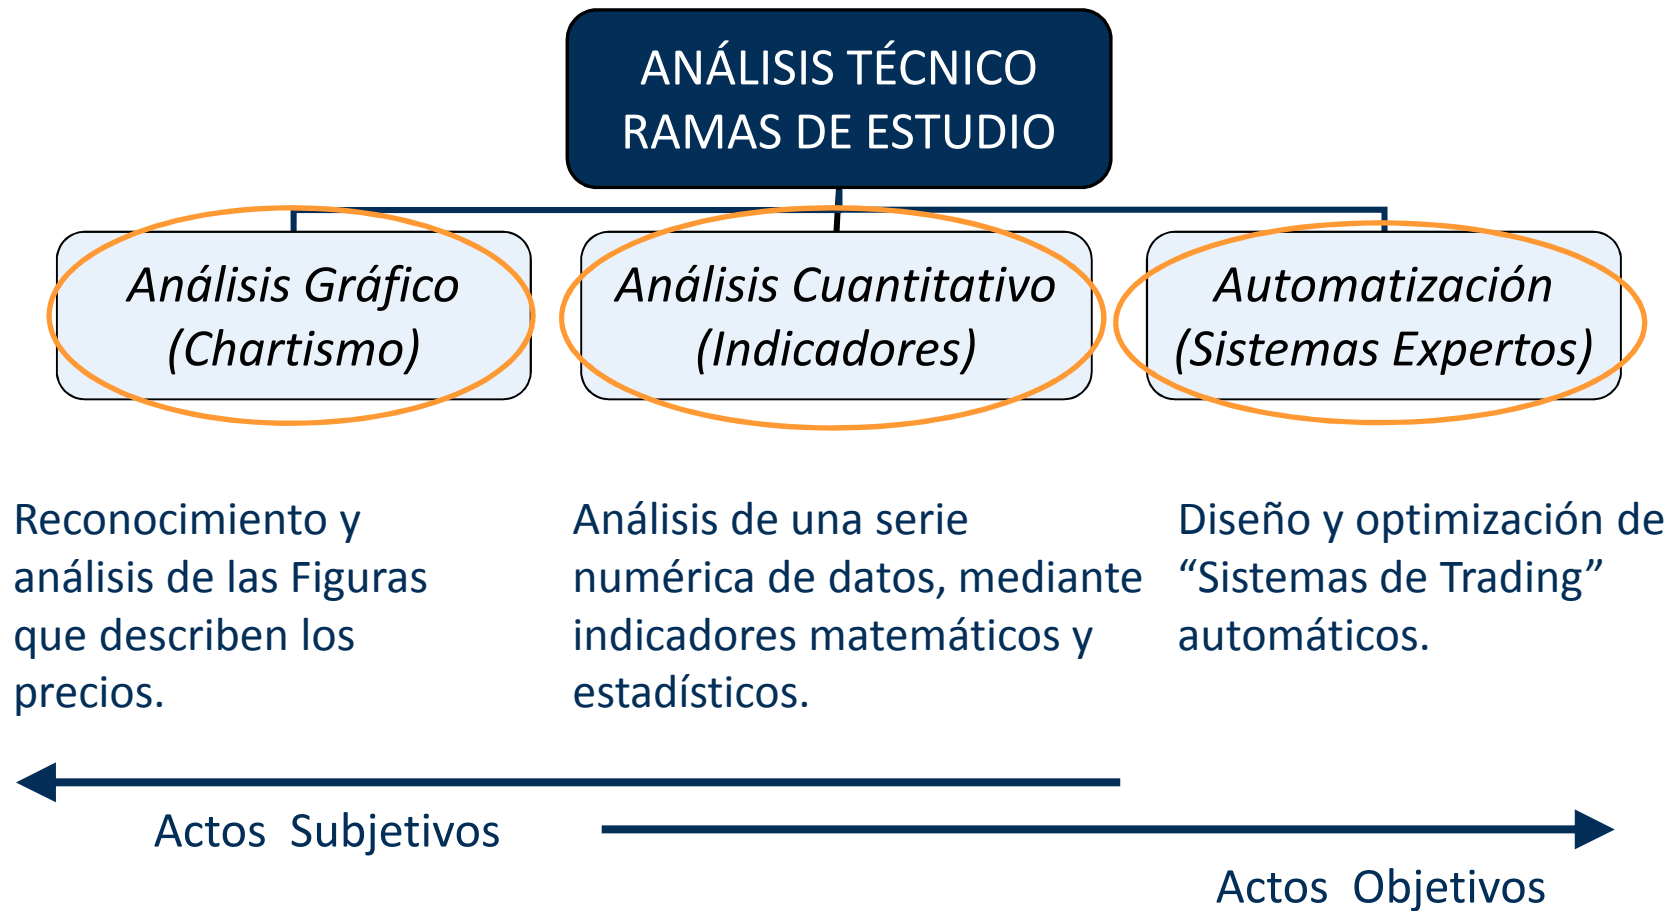 ANÁLISIS TÉCNICO
RAMAS DE ESTUDIO
Análisis Gráfico
(Chartismo)
Análisis Cuantitativo
(Indicadores)
Automatización
(Sistemas Expertos)
Reconocimiento y
análisis de las Figuras
que describen los
precios.
Análisis de una serie
numérica de datos, mediante
indicadores matemáticos y
estadísticos.
Diseño y optimización de
“Sistemas de Trading”
automáticos.
Actos Subjetivos
Actos Objetivos